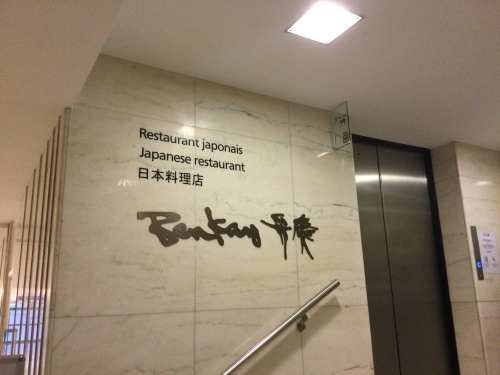 Restaurant japonais
Japanese restaurant
日本料理店
Benkay 弁慶